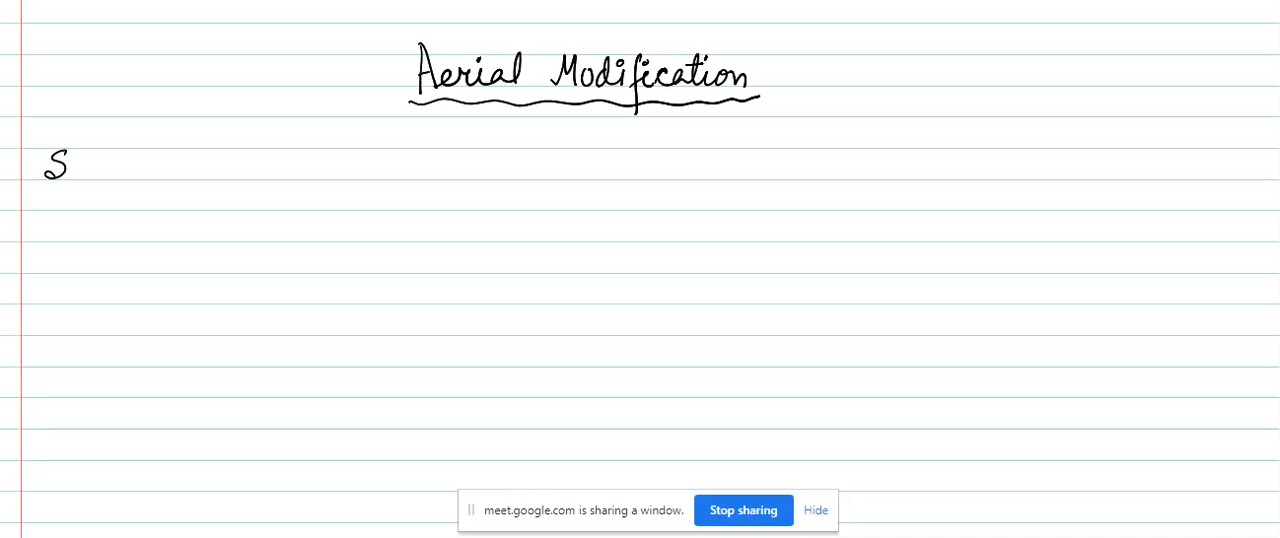 Aerial Modification
S
meet.google.com is sharing a window. Stop sharing Hide